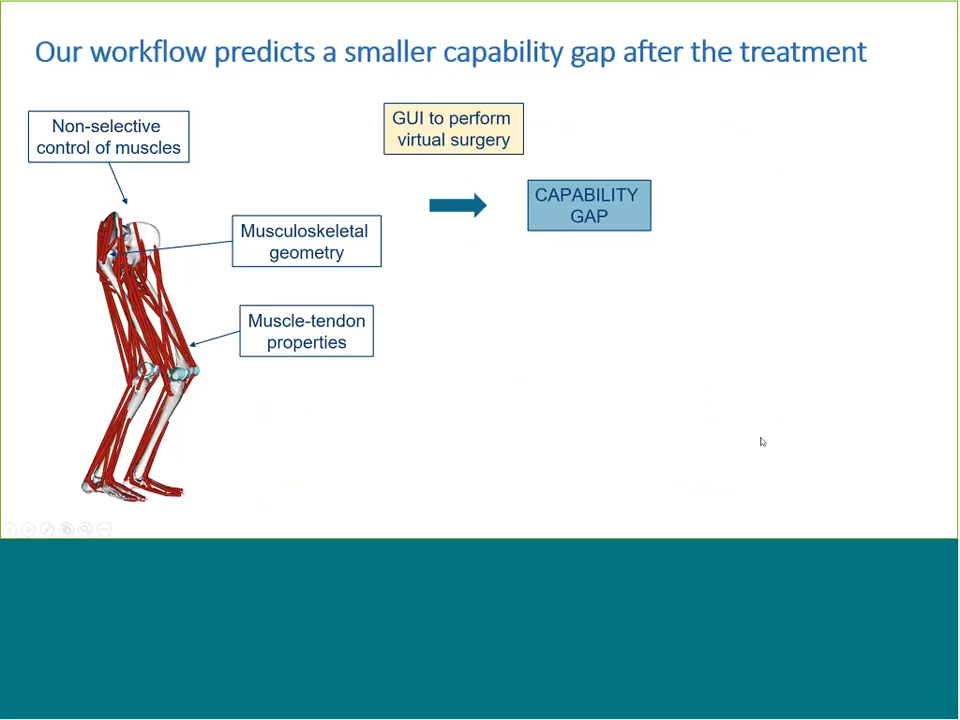 Our workflow predicts a smaller capability gap after the treatment
Non-selective
control of muscles
GUI to perform
virtual surgery
CAPABILITY
GAP
Musculoskeletal
geometry
Muscle-tendon
properties